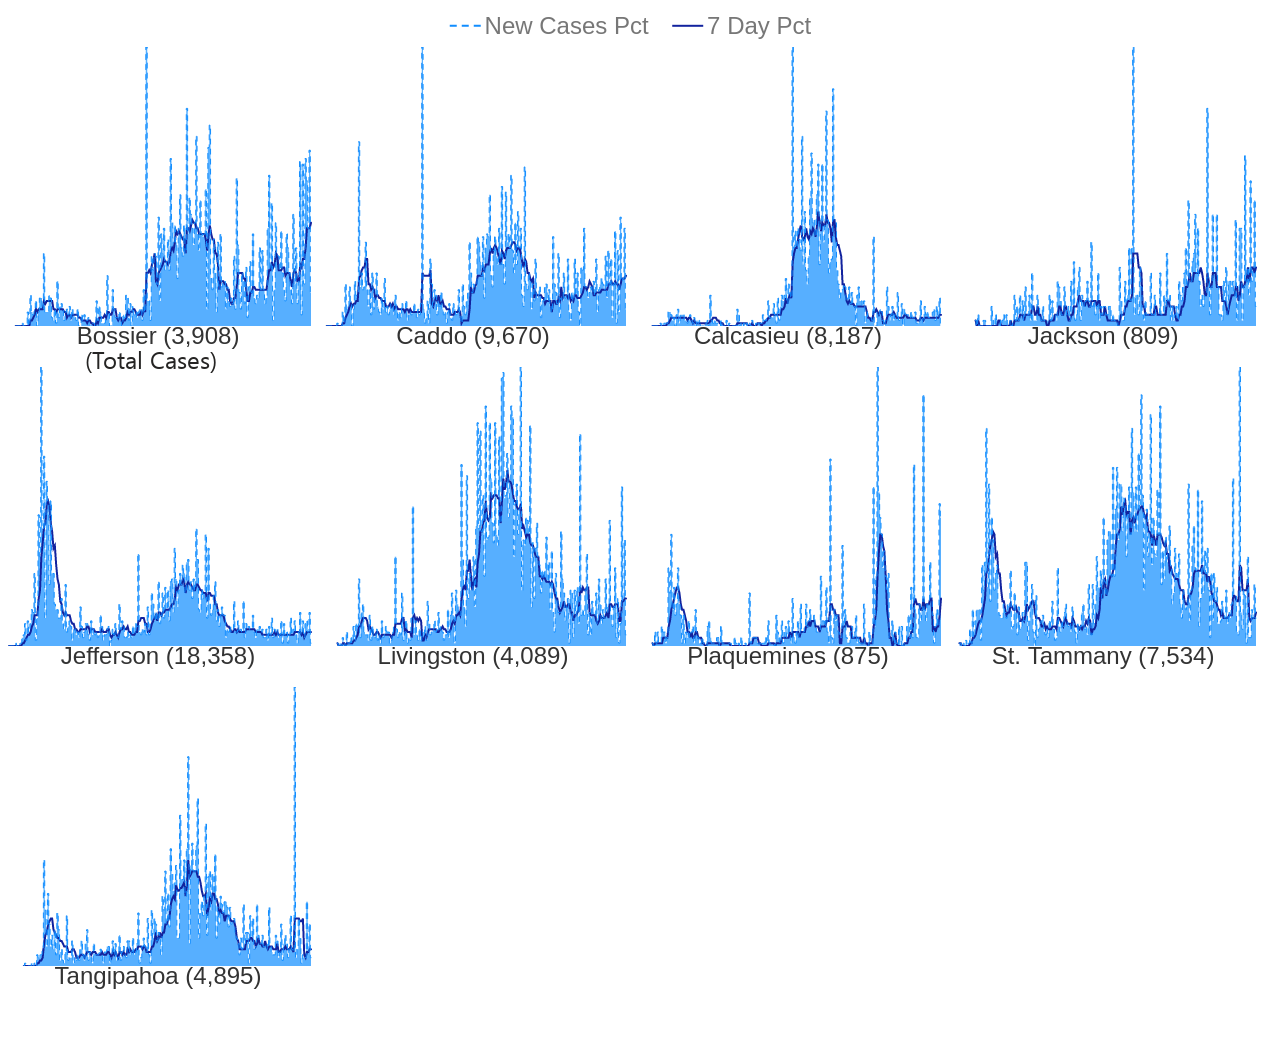 New Cases Pct 7 Day Pct
Bossier (3,908) Caddo (9,670) Calcasieu (8,187) Jackson (809)
(Total Cases)
Jefferson (18,358) Livingston (4,089) Plaquemines (875) St. Tammany (7,534)
Tangipahoa (4,895)